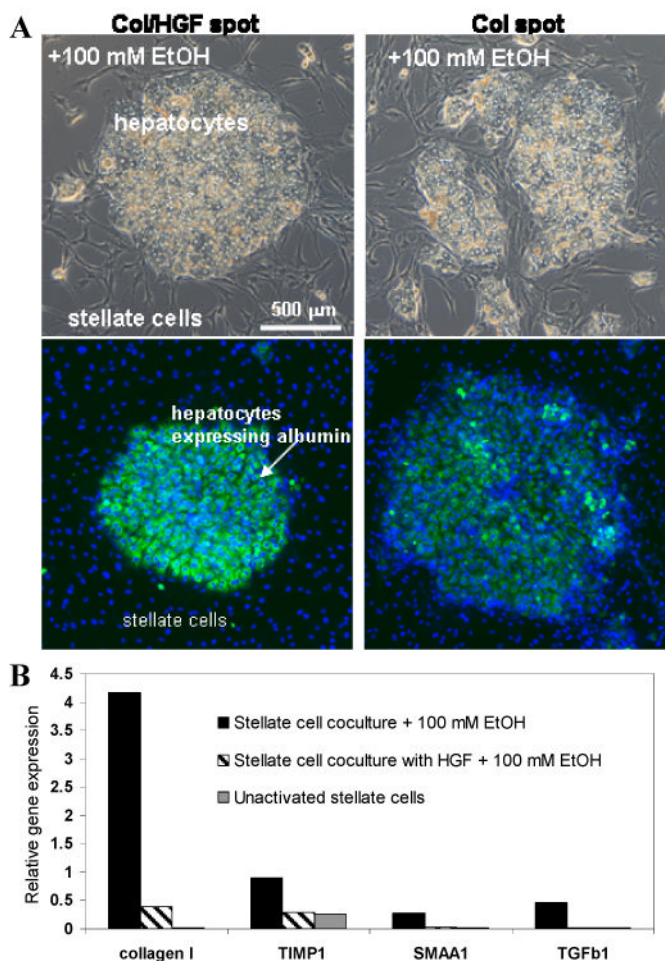 A
Col/HGF spot
Col spot
+100 mM EtOH
hepatocytes
stellate cells
500 µm
+100 mM EtOH
hepatocytes
expressing albumin
stellate cells
B
Relative gene expression
4.5
4
3.5
3
2.5
2
1.5
1
0.5
0
Stellate cell coculture + 100 mM EtOH
Stellate cell coculture with HGF + 100 mM EtOH
Unactivated stellate cells
collagen I
TIMP1
SMAA1
TGFb1